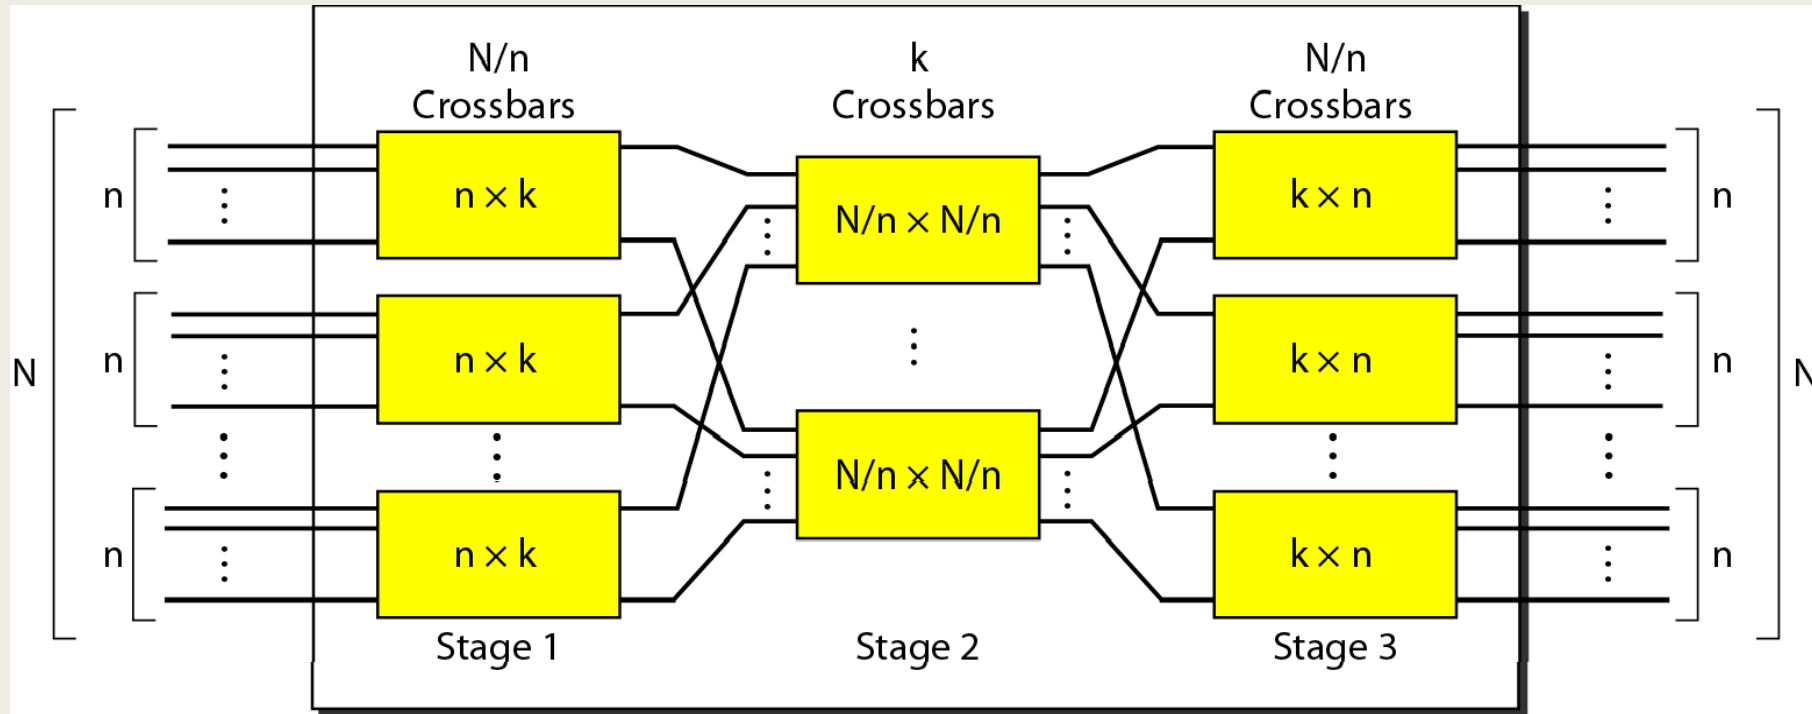 N/n
Crossbars
k
Crossbars
N/n
Crossbars
n
n × k
N/n × N/n
k × n
n
N
n
n × k
k × n
n
N
n
n × k
N/n × N/n
k × n
n
Stage 1
Stage 2
Stage 3